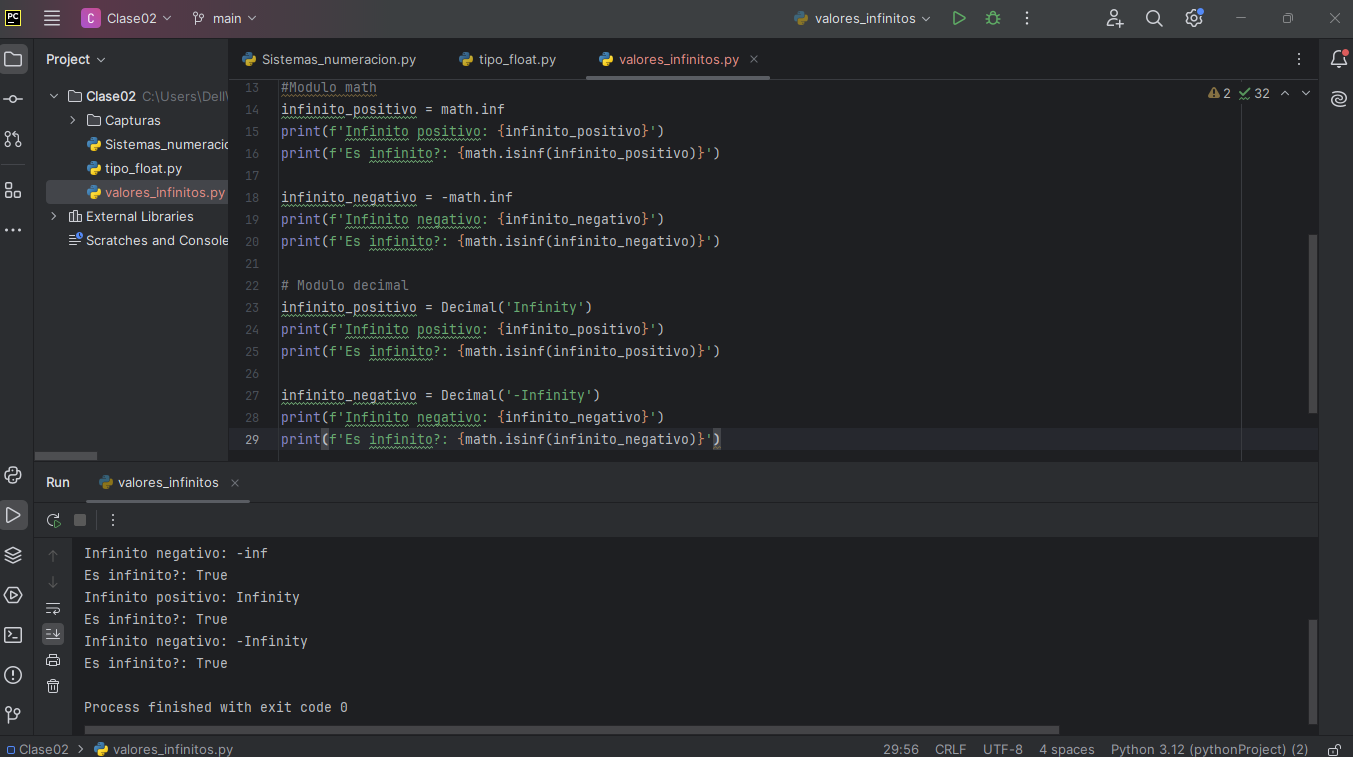 PC
C Clase02 main valores_infinitos
Project
Sistemas_numeracion.py tipo_float.py valores_infinitos.py
Clase02 C:\Users\Dell\
Capturas
Sistemas_numeracio
tipo_float.py
valores_infinitos.py
External Libraries
Scratches and Console
2 32
13 #Modulo math
14 infinito_positivo = math.inf
15 print(f'Infinito positivo: {infinito_positivo}')
16 print(f'Es infinito?: {math.isinf(infinito_positivo)}')
17
18 infinito_negativo = -math.inf
19 print(f'Infinito negativo: {infinito_negativo}')
20 print(f'Es infinito?: {math.isinf(infinito_negativo)}')
21
22 # Modulo decimal
23 infinito_positivo = Decimal('Infinity')
24 print(f'Infinito positivo: {infinito_positivo}')
25 print(f'Es infinito?: {math.isinf(infinito_positivo)}')
26
27 infinito_negativo = Decimal('-Infinity')
28 print(f'Infinito negativo: {infinito_negativo}')
29 print(f'Es infinito?: {math.isinf(infinito_negativo)}')
Run valores_infinitos
Infinito negativo: -inf
Es infinito?: True
Infinito positivo: Infinity
Es infinito?: True
Infinito negativo: -Infinity
Es infinito?: True
Process finished with exit code 0
Clase02 > valores_infinitos.py 29:56 CRLF UTF-8 4 spaces Python 3.12 (pythonProject) (2)